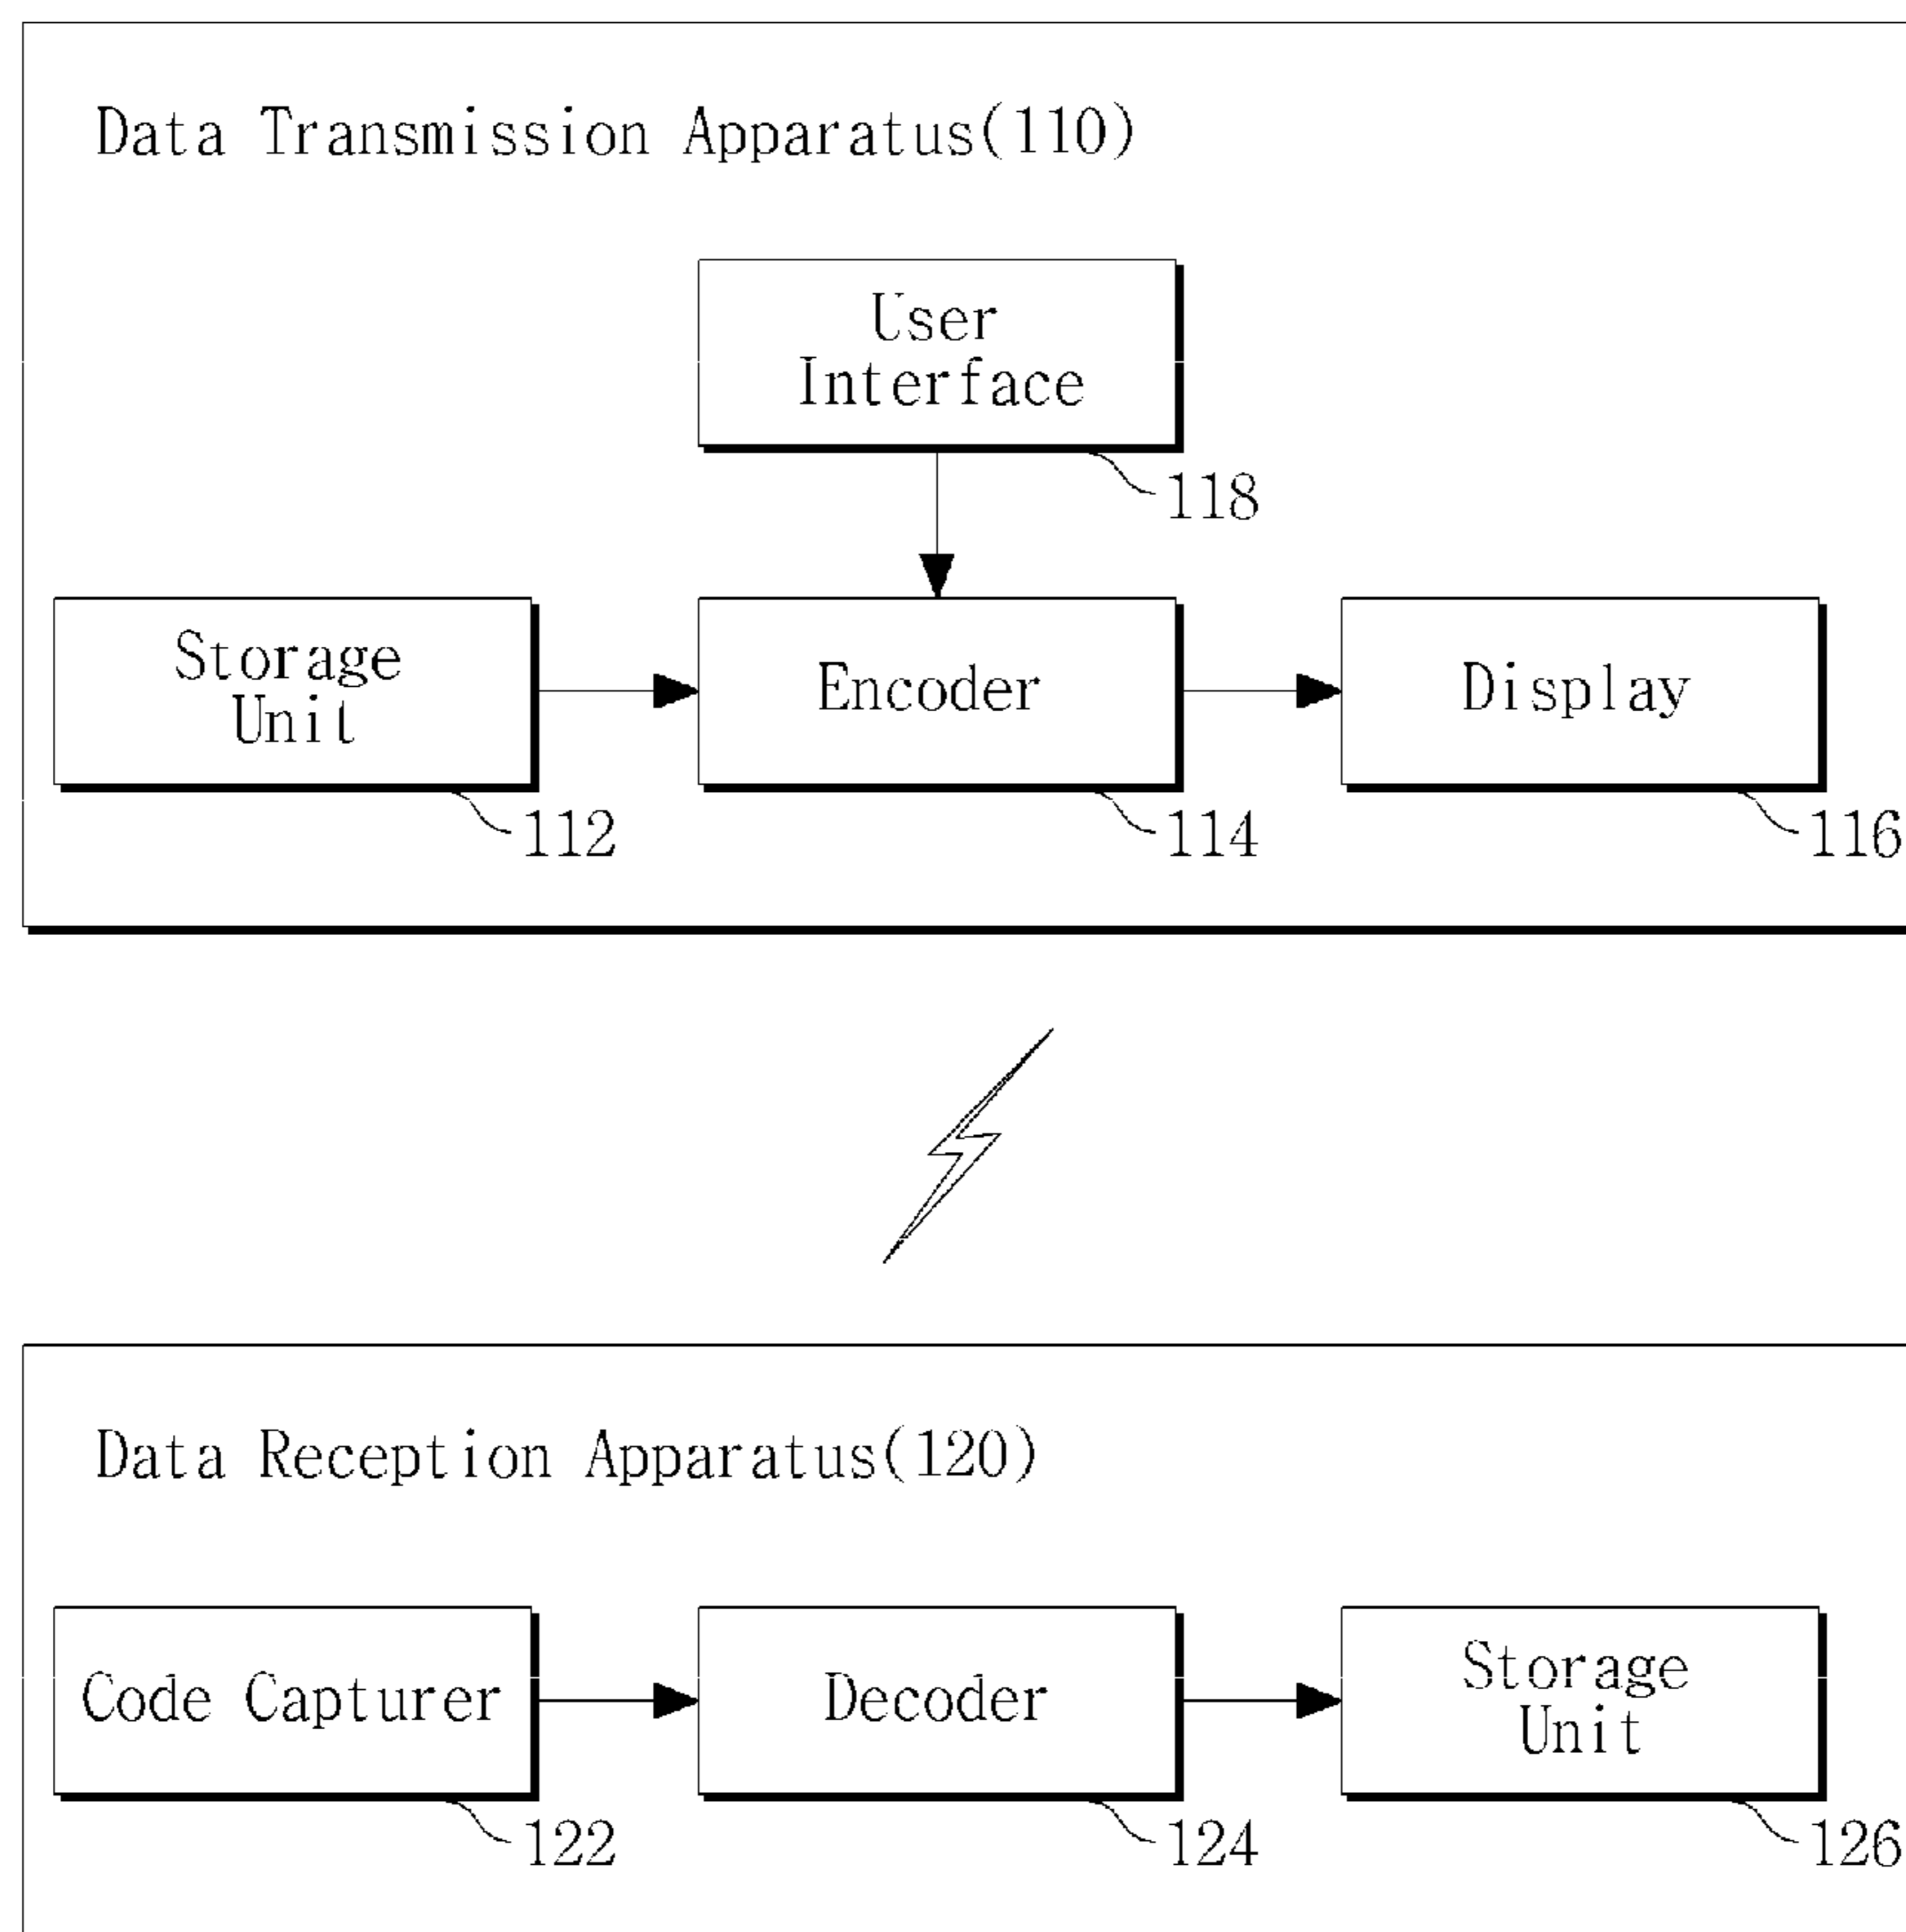 Data Transmission Apparatus(110)
User
Interface
118
Storage
Unit
Encoder
Display
112
114
116
Data Reception Apparatus(120)
Code Capturer
Decoder
Storage
Unit
122
124
126